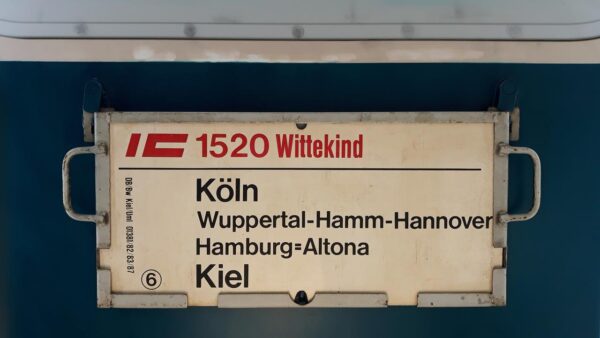 IC 1520 Wittekind
Köln
Wuppertal-Hamm-Hannover
Hamburg=Altona
Kiel
6